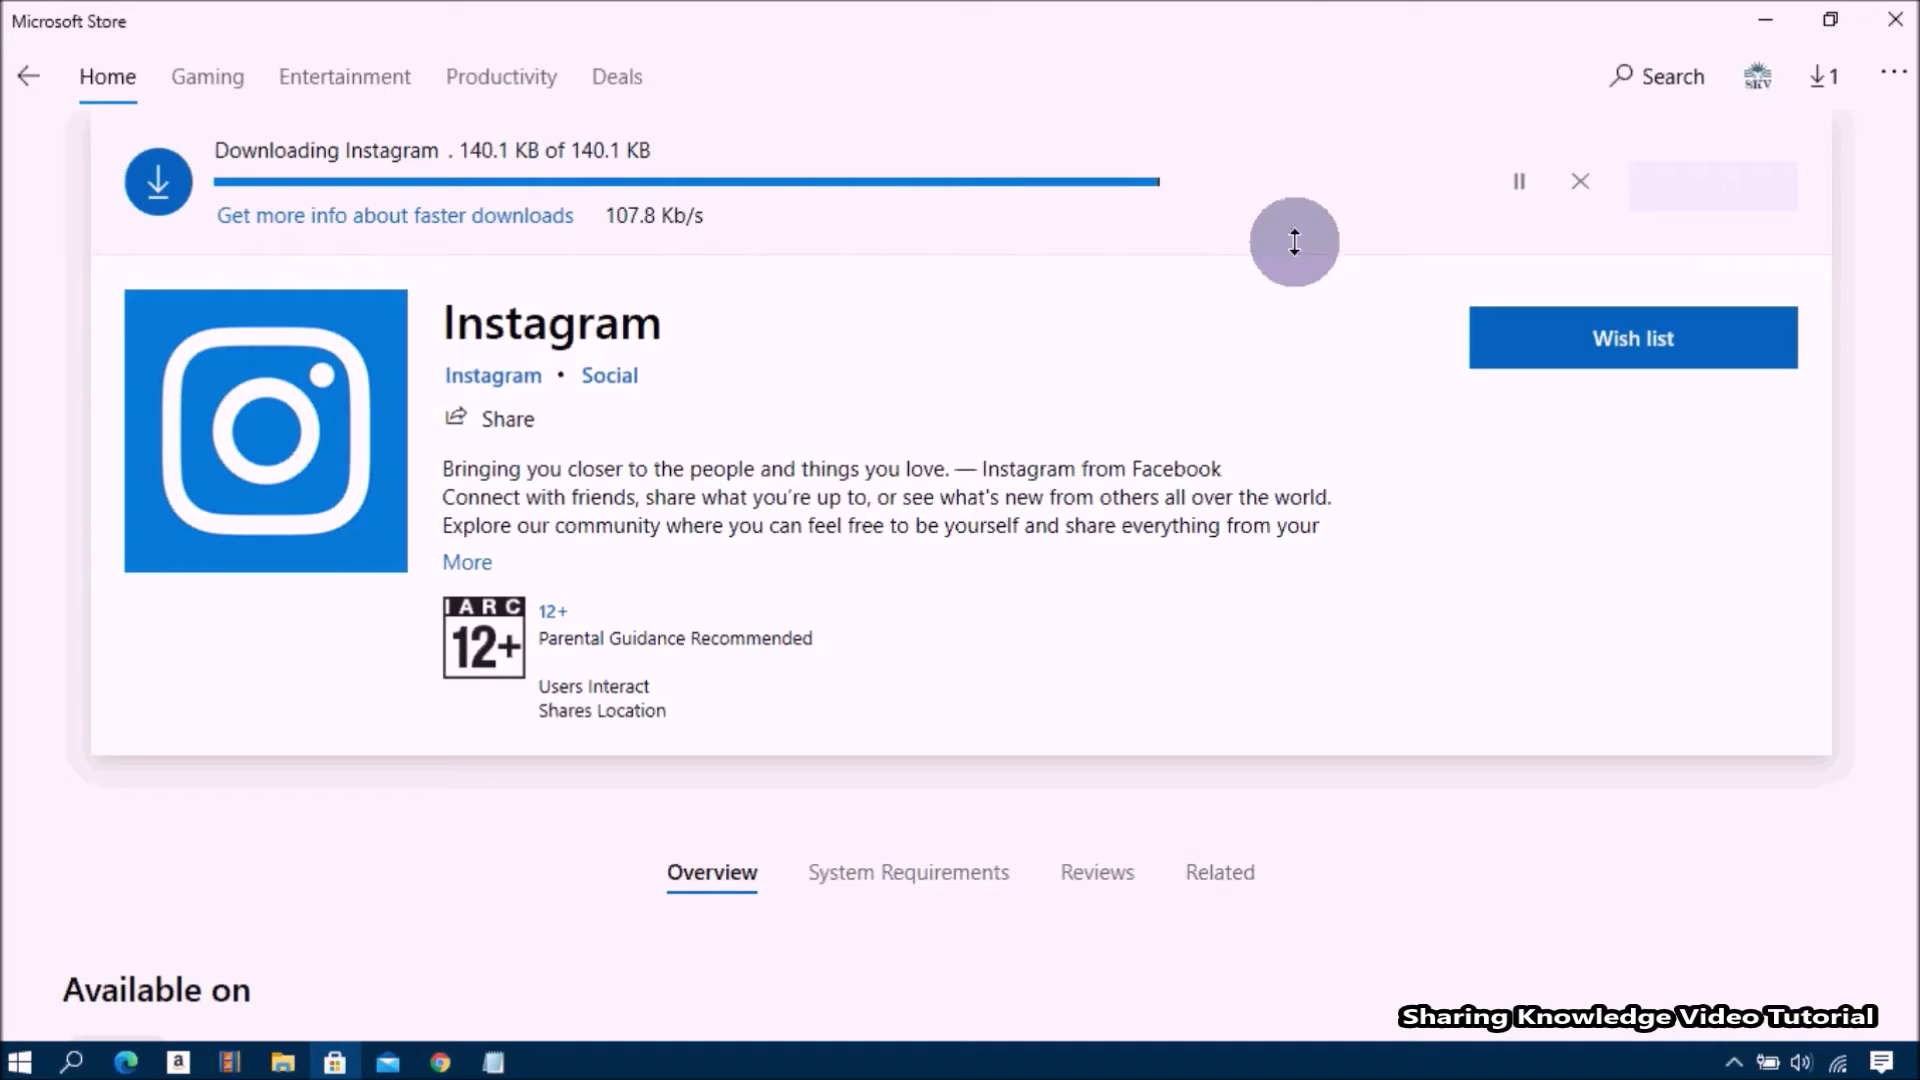 Microsoft Store
Home Gaming Entertainment Productivity Deals Search SKV 1
Downloading Instagram . 140.1 KB of 140.1 KB
Get more info about faster downloads 107.8 Kb/s
Instagram
Wish list
Instagram • Social
Share
Bringing you closer to the people and things you love. — Instagram from Facebook
Connect with friends, share what you're up to, or see what's new from others all over the world.
Explore our community where you can feel free to be yourself and share everything from your
More
IARC
12+
12+
Parental Guidance Recommended
Users Interact
Shares Location
Overview System Requirements Reviews Related
Available on
Sharing Knowledge Video Tutorial
a